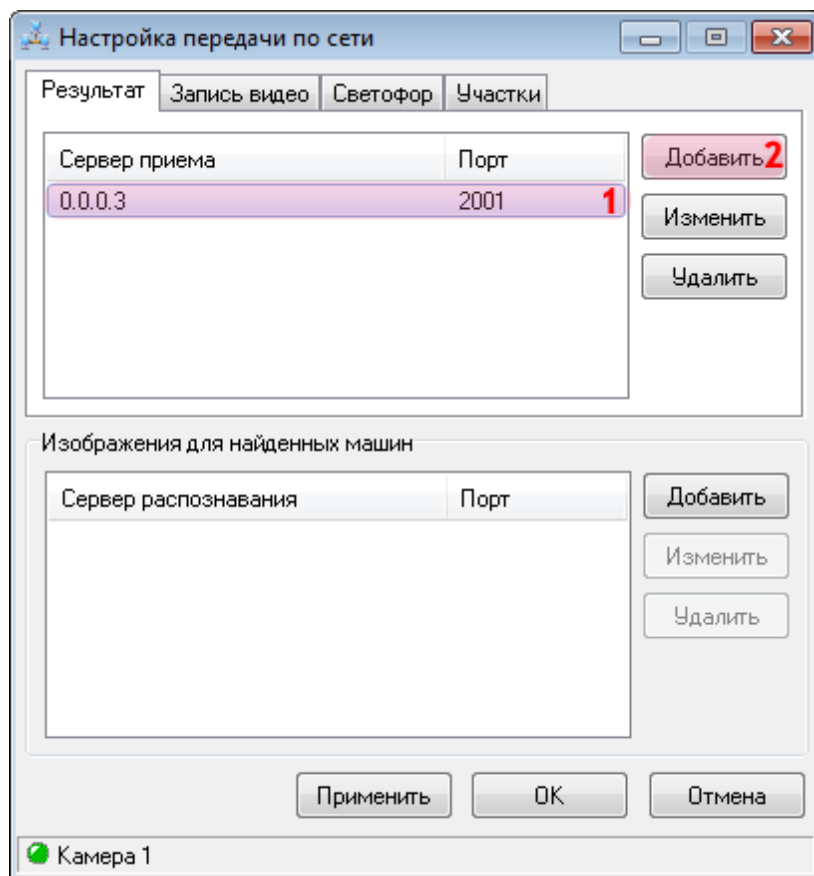 Настройка передачи по сети
Результат Запись видео Светофор Участки
Сервер приема Порт
0.0.0.3 2001 1
Добавить 2
Изменить
Удалить
Изображения для найденных машин
Сервер распознавания Порт
Добавить
Изменить
Удалить
Применить ОК Отмена
Камера 1